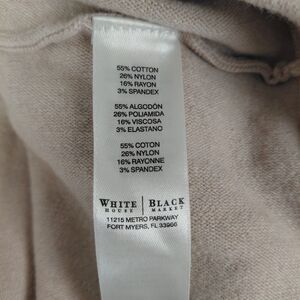 55% COTTON
26% NYLON
16% RAYON
3% SPANDEX
55% ALGODÓN
26% POLIAMIDA
16% VISCOSA
3% ELASTANO
55% COTON
26% NYLON
16% RAYONNE
3% SPANDEX
WHITE | BLACK
HOUSE | MARKET
11215 METRO PARKWAY
FORT MYERS, FL 33966